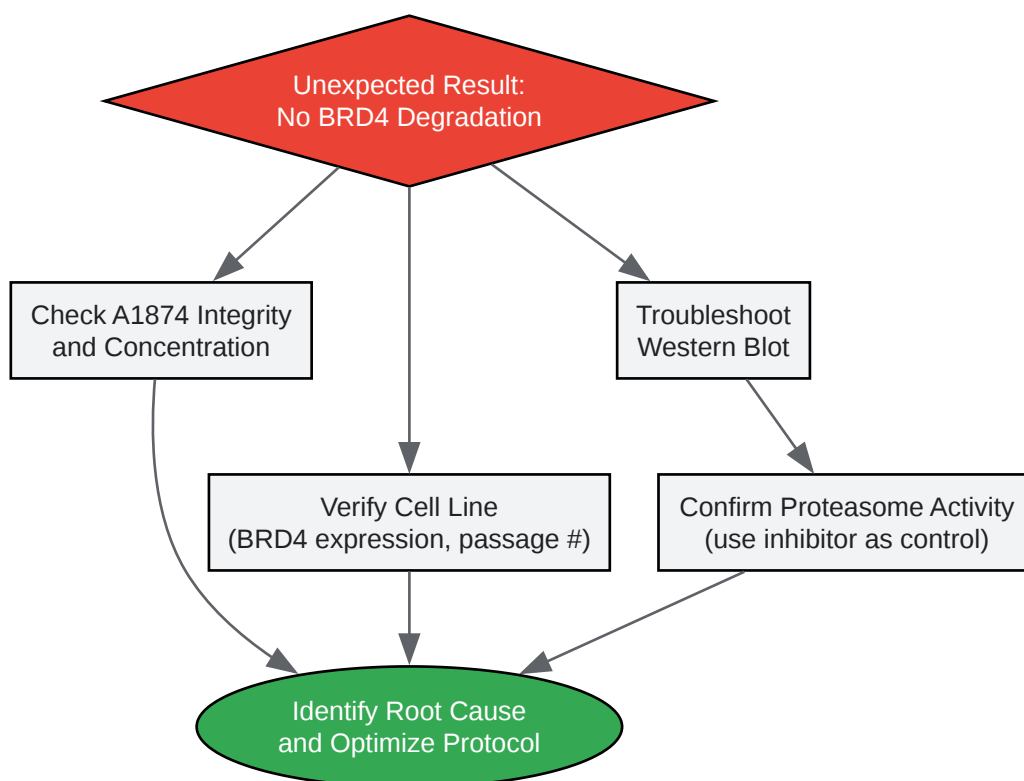 Unexpected Result:
No BRD4 Degradation
Check A1874 Integrity
and Concentration
Troubleshoot
Western Blot
Verify Cell Line
(BRD4 expression, passage #)
Confirm Proteasome Activity
(use inhibitor as control)
Identify Root Cause
and Optimize Protocol